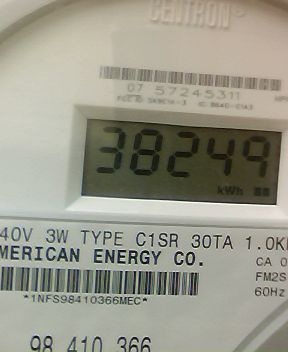 CENTRON®
07 57245311
38249
kWh
40V 3W TYPE C1SR 30TA 1.0K
MERICAN ENERGY CO.
CA 0
FM2S
*1NFS98410366MEC*
60Hz
98 410 366